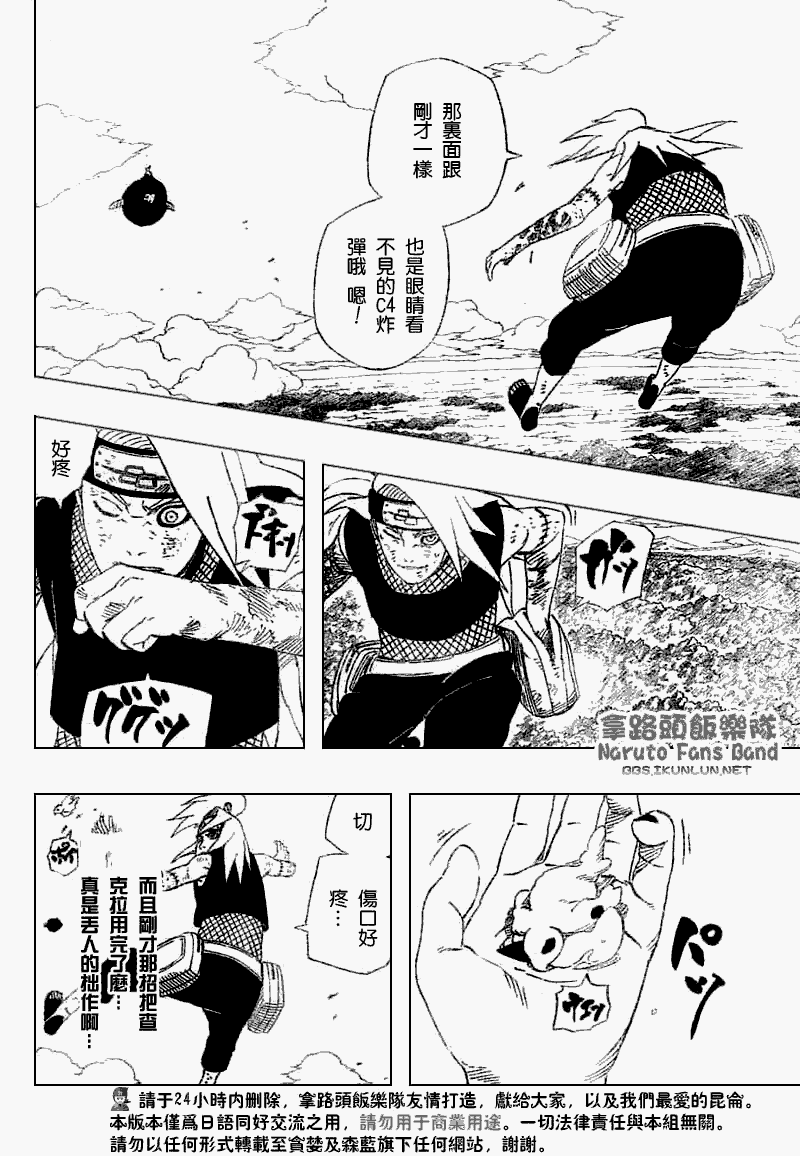 那裏面跟
剛才一樣
也是眼睛看
不見的C4炸
彈哦 嗯！
ガッ
好疼
グググッ
パッ
切
傷口好
疼…
而且剛才那招把查
克拉用完了麽…
真是丟人的拙作啊…
拿路頭飯樂隊
Naruto Fans Band
BBS.IKUNLUN.NET
請于24小時内刪除，拿路頭飯樂隊友情打造，獻給大家，以及我們最愛的昆侖。
本版本僅爲日語同好交流之用，請勿用于商業用途。一切法律責任與本組無關。
請勿以任何形式轉載至貪婪及森藍旗下任何網站，謝謝。